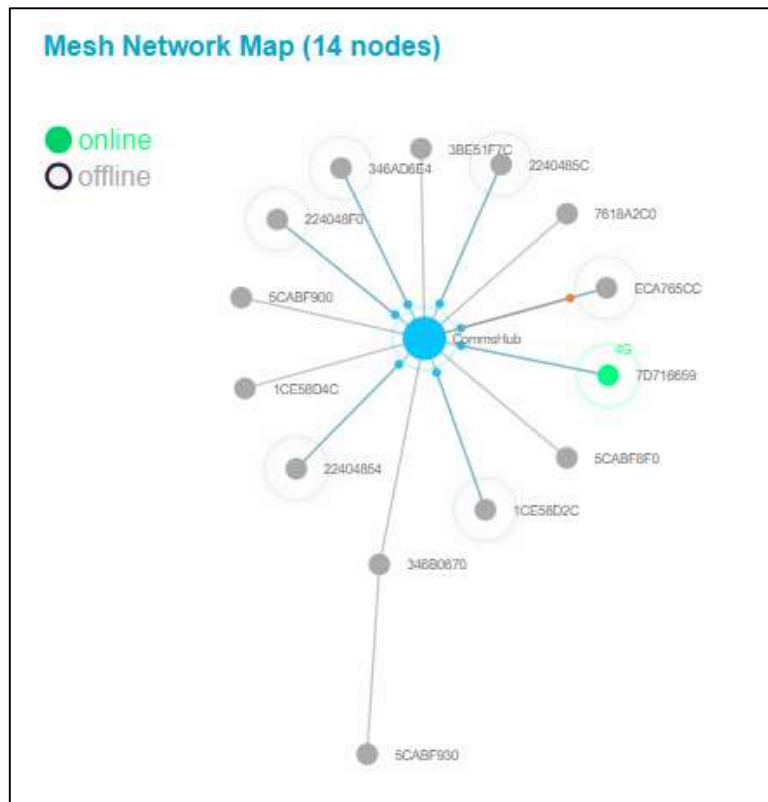 Mesh Network Map (14 nodes)
online
offline
3BE51F7C
346AD6E4
2240485C
7618A2C0
224048F0
ECA765CC
5CABF900
CommsHub
4G
7D716659
1CE58D4C
5CABF8F0
22404854
1CE58D2C
346B0670
5CABF930